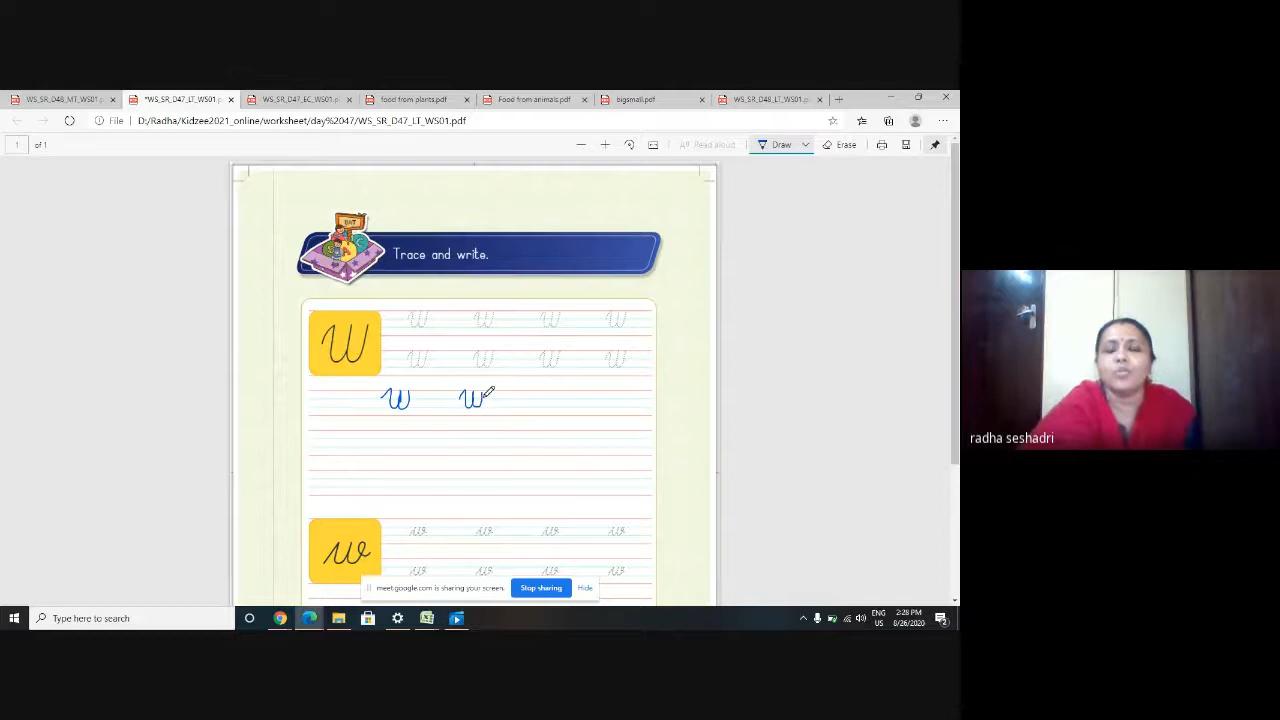 WS_SR_D48_MT_WS01.p
*WS_SR_D47_LT_WS01.p
WS_SR_D47_EC_WS01.p
food from plants.pdf
Food from animals.pdf
bigsmall.pdf
WS_SR_D48_LT_WS01.p
File D:/Radha/Kidzee2021_online/worksheet/day%2047/WS_SR_D47_LT_WS01.pdf
1 of 1
Read aloud
Draw
Erase
Trace and write.
W W W W W
W W W W
W W
w w w w w
w w w w
meet.google.com is sharing your screen. Stop sharing Hide
radha seshadri
Type here to search
ENG
US
2:28 PM
8/26/2020
2